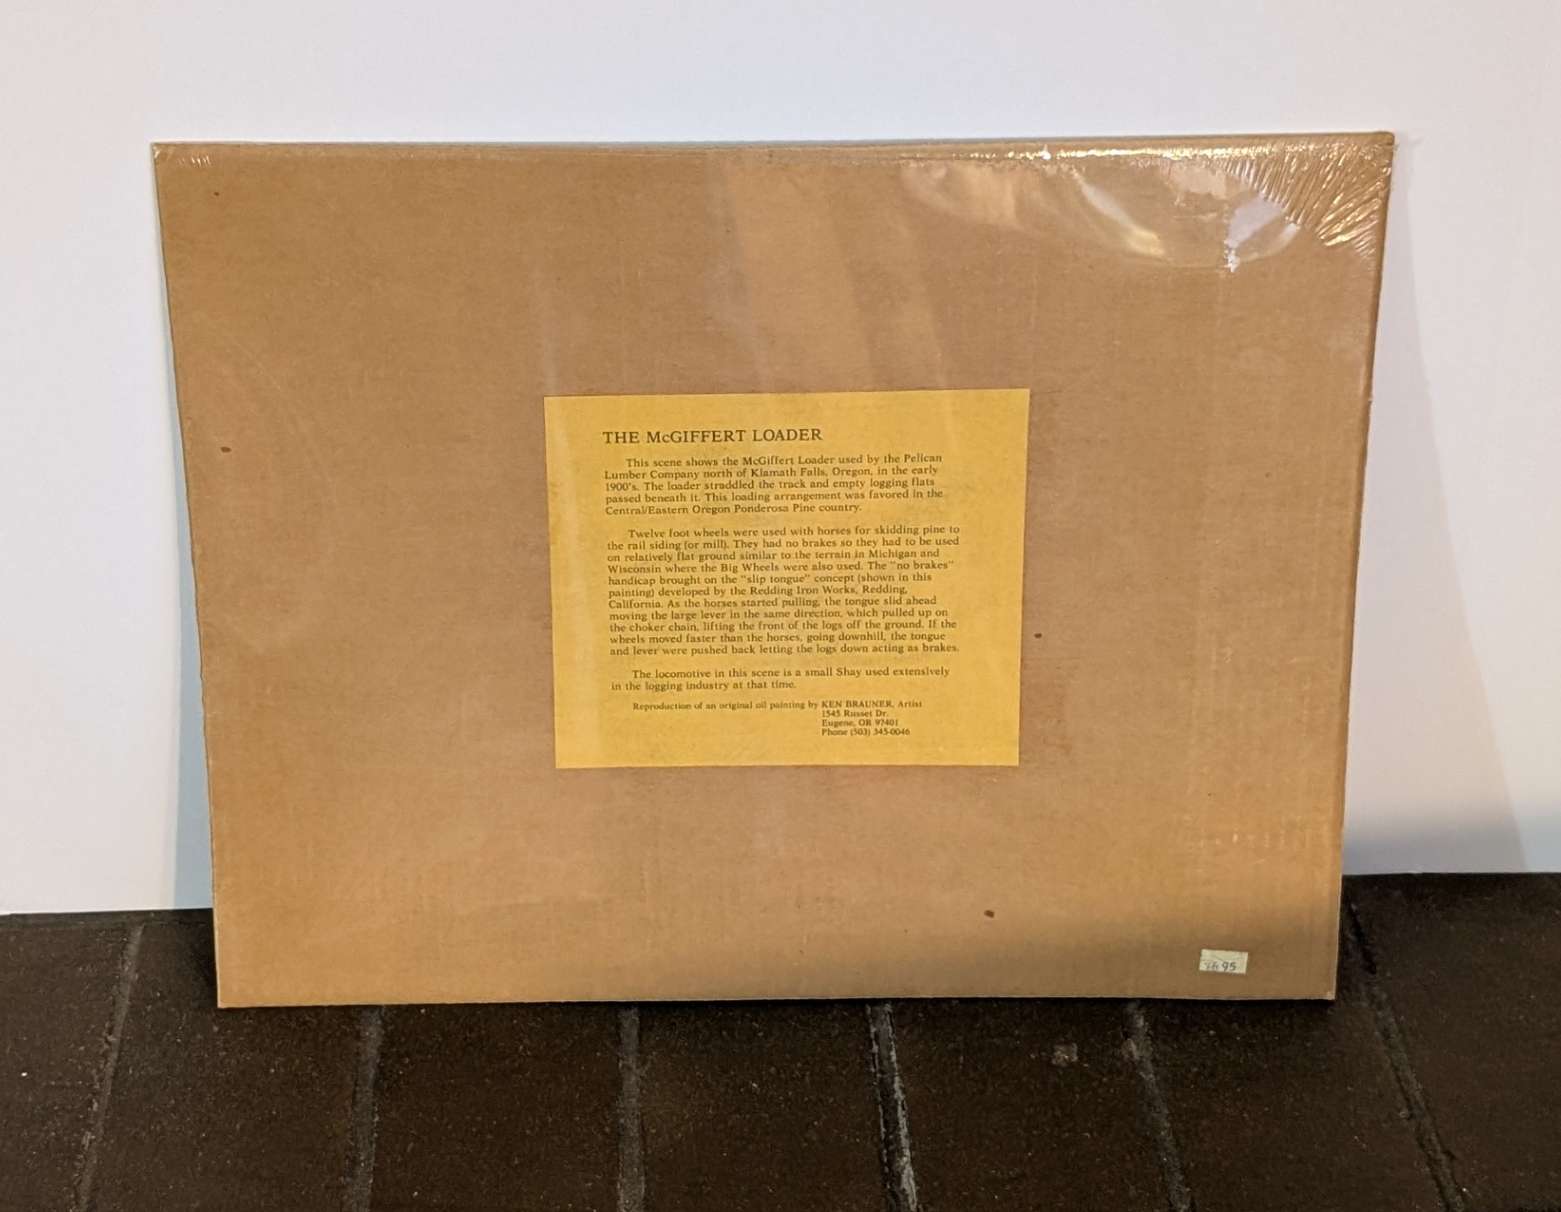 THE McGIFFERT LOADER
This scene shows the McGiffert Loader used by the Pelican
Lumber Company north of Klamath Falls, Oregon, in the early
1900's. The loader straddled the track and empty logging flats
passed beneath it. This loading arrangement was favored in the
Central/Eastern Oregon Ponderosa Pine country.
Twelve foot wheels were used with horses for skidding pine to
the rail siding (or mill). They had no brakes so they had to be used
on relatively flat ground similar to the terrain in Michigan and
Wisconsin where the Big Wheels were also used. The "no brakes"
handicap brought on the "slip tongue" concept (shown in this
painting) developed by the Redding Iron Works, Redding,
California. As the horses started pulling, the tongue slid ahead
moving the large lever in the same direction, which pulled up on
the choker chain, lifting the front of the logs off the ground. If the
wheels moved faster than the horses, going downhill, the tongue
and lever were pushed back letting the logs down acting as brakes.
The locomotive in this scene is a small Shay used extensively
in the logging industry at that time.
Reproduction of an original oil painting by KEN BRAUNER, Artist
1545 Russet Dr.
Eugene, OR 97401
Phone (503) 345-0046
95